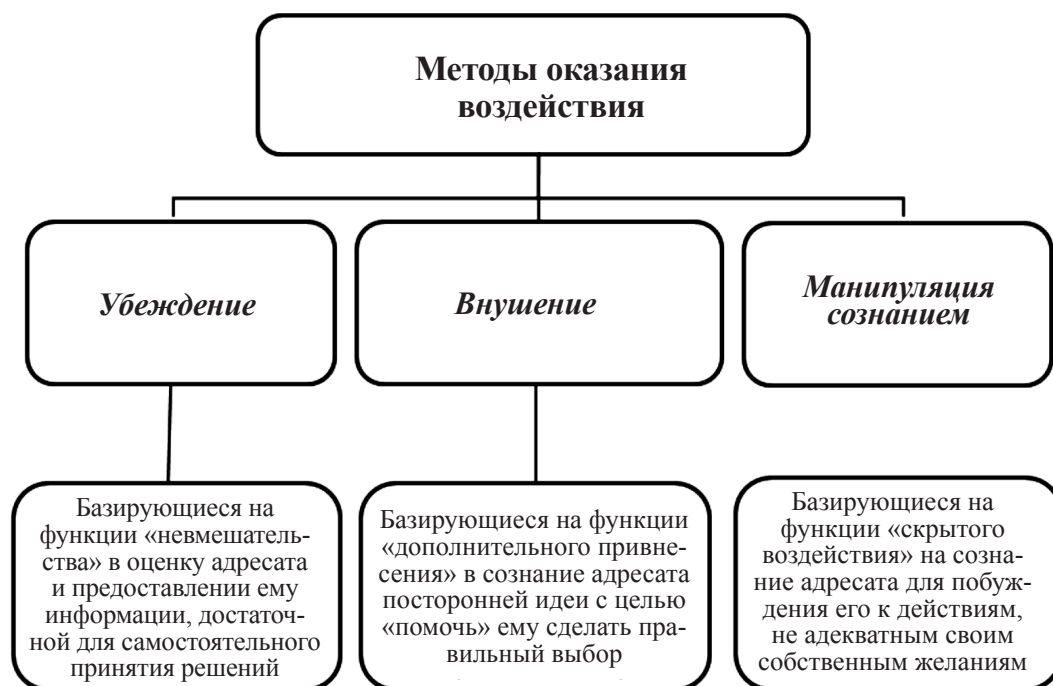 Методы оказания
воздействия
Убеждение
Внушение
Манипуляция
сознанием
Базирующиеся на
функции «невмешатель-
ства» в оценку адресата
и предоставлении ему
информации, достаточ-
ной для самостоятельного
принятия решений
Базирующиеся на функции
«дополнительного привне-
сения» в сознание адресата
посторонней идеи с целью
«помочь» ему сделать пра-
вильный выбор
Базирующиеся на
функции «скрытого
воздействия» на созна-
ние адресата для побуж-
дения его к действиям,
не адекватным своим
собственным желаниям